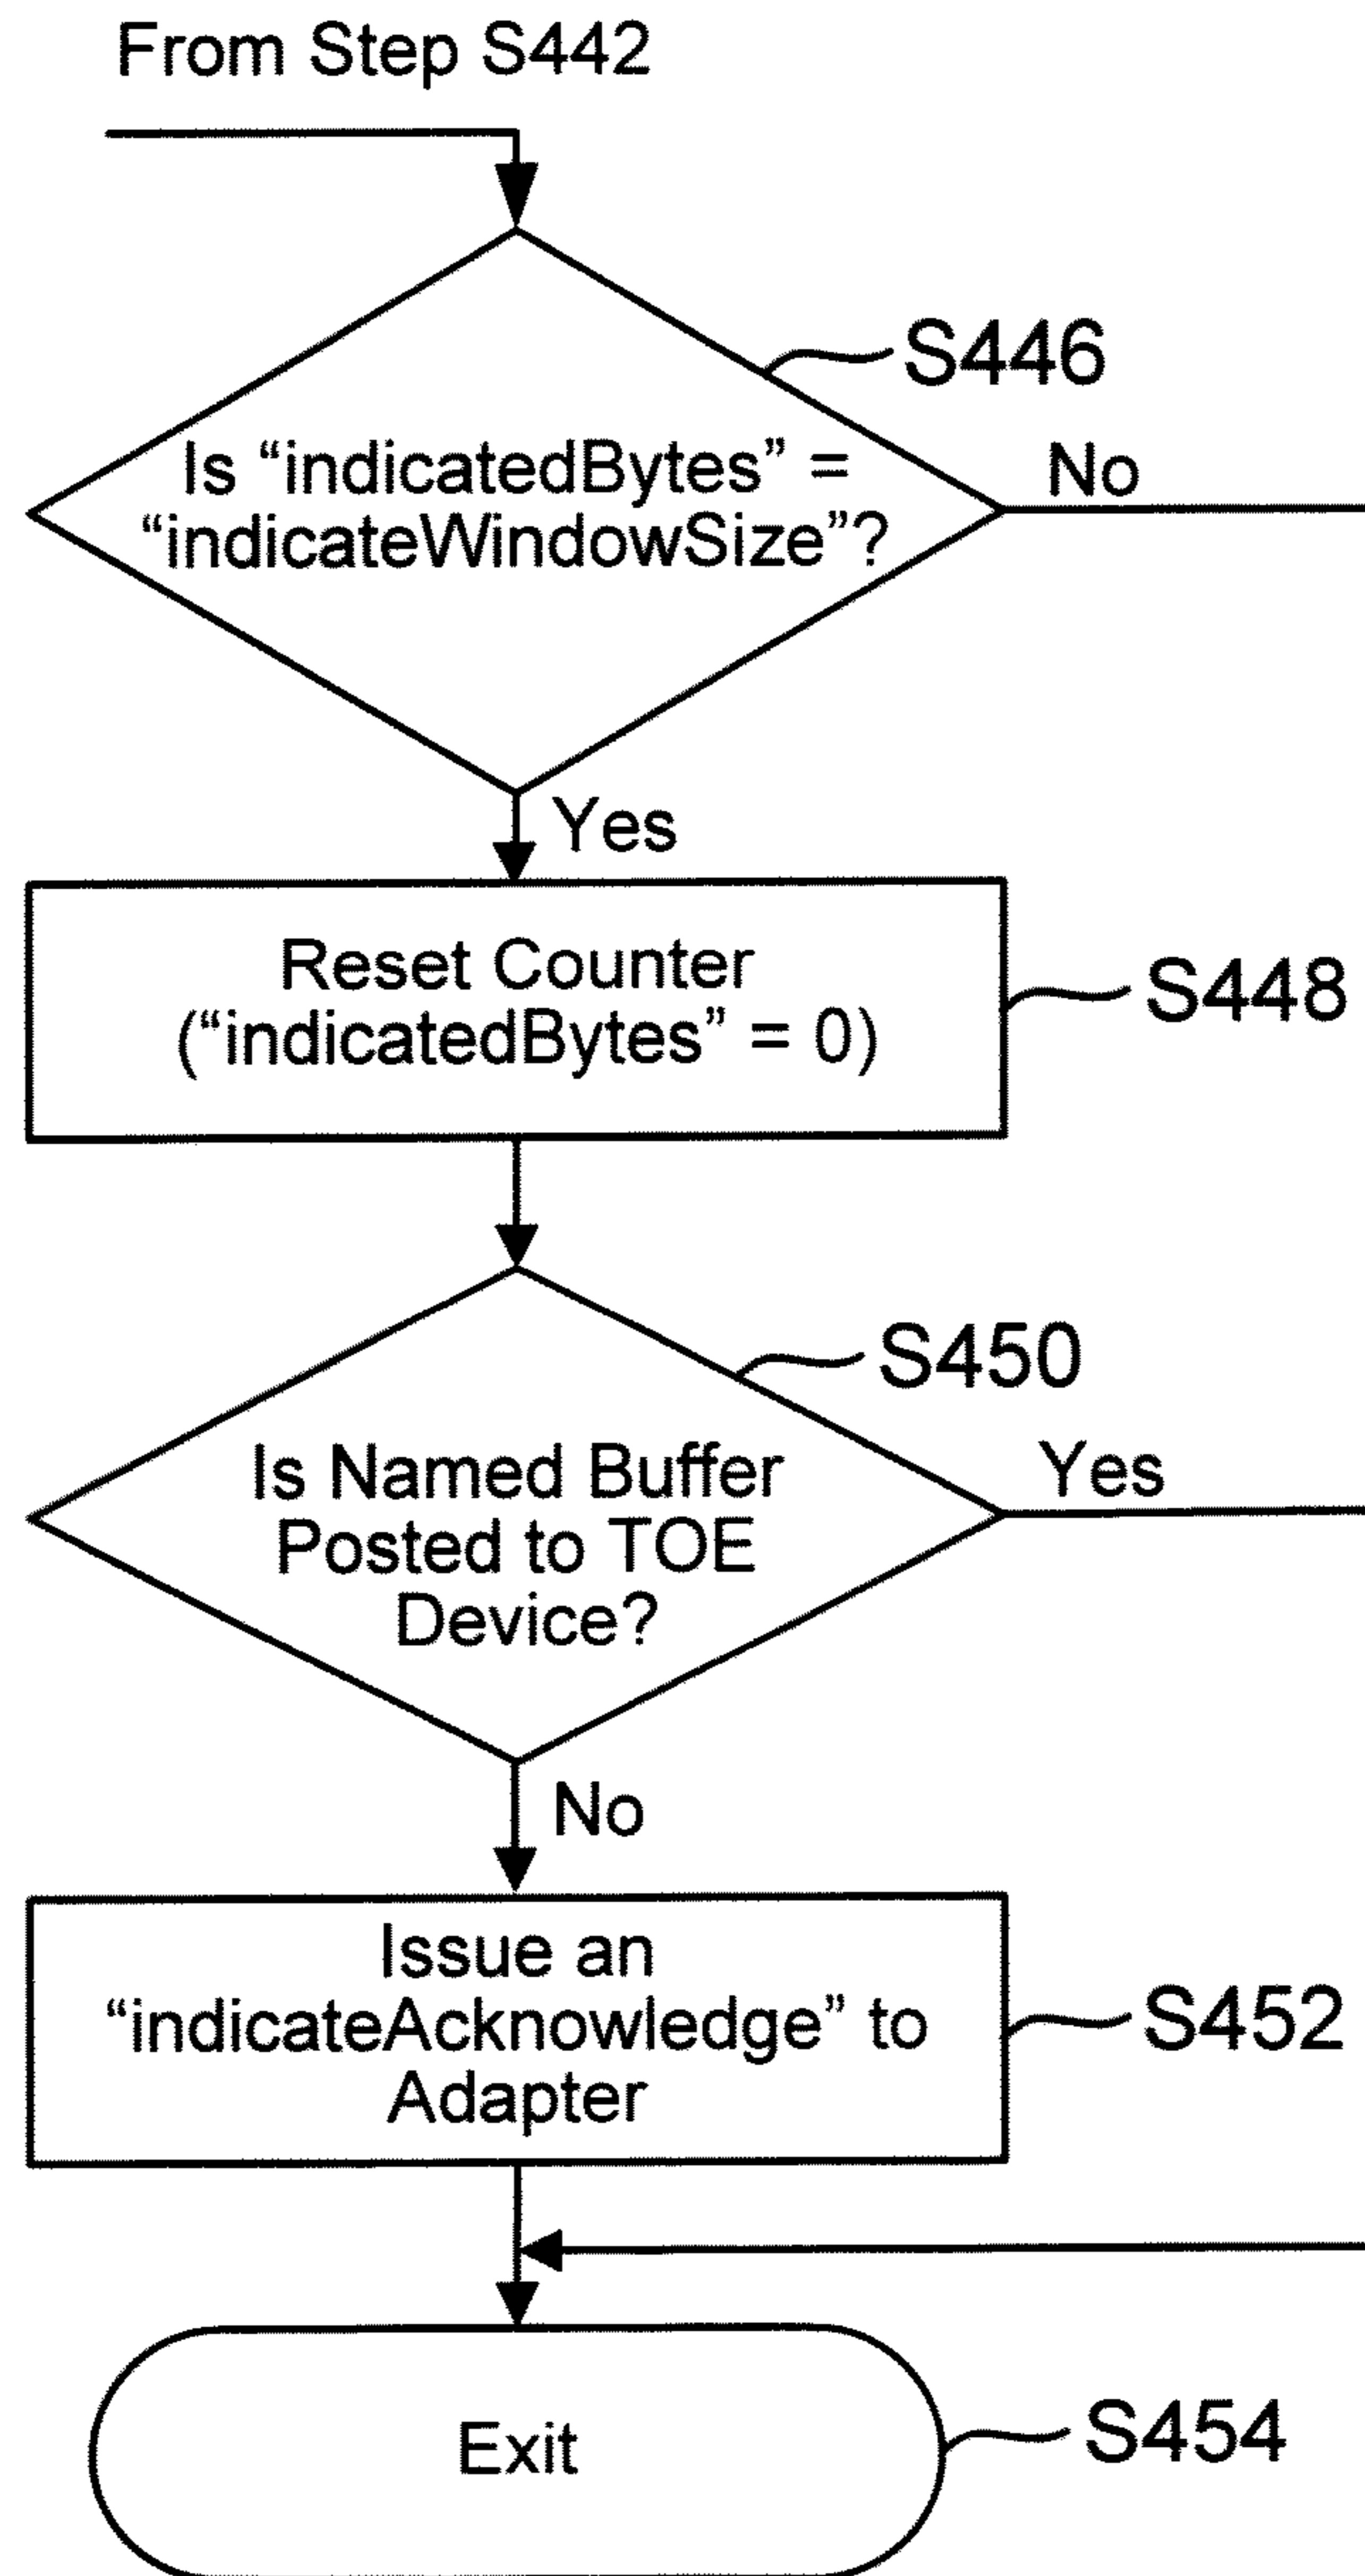 From Step S442
S446
Is “indicatedBytes” =
“indicateWindowSize”?
No
Yes
Reset Counter
(“indicatedBytes” = 0)
S448
S450
Is Named Buffer
Posted to TOE
Device?
Yes
No
Issue an
“indicateAcknowledge” to
Adapter
S452
Exit
S454